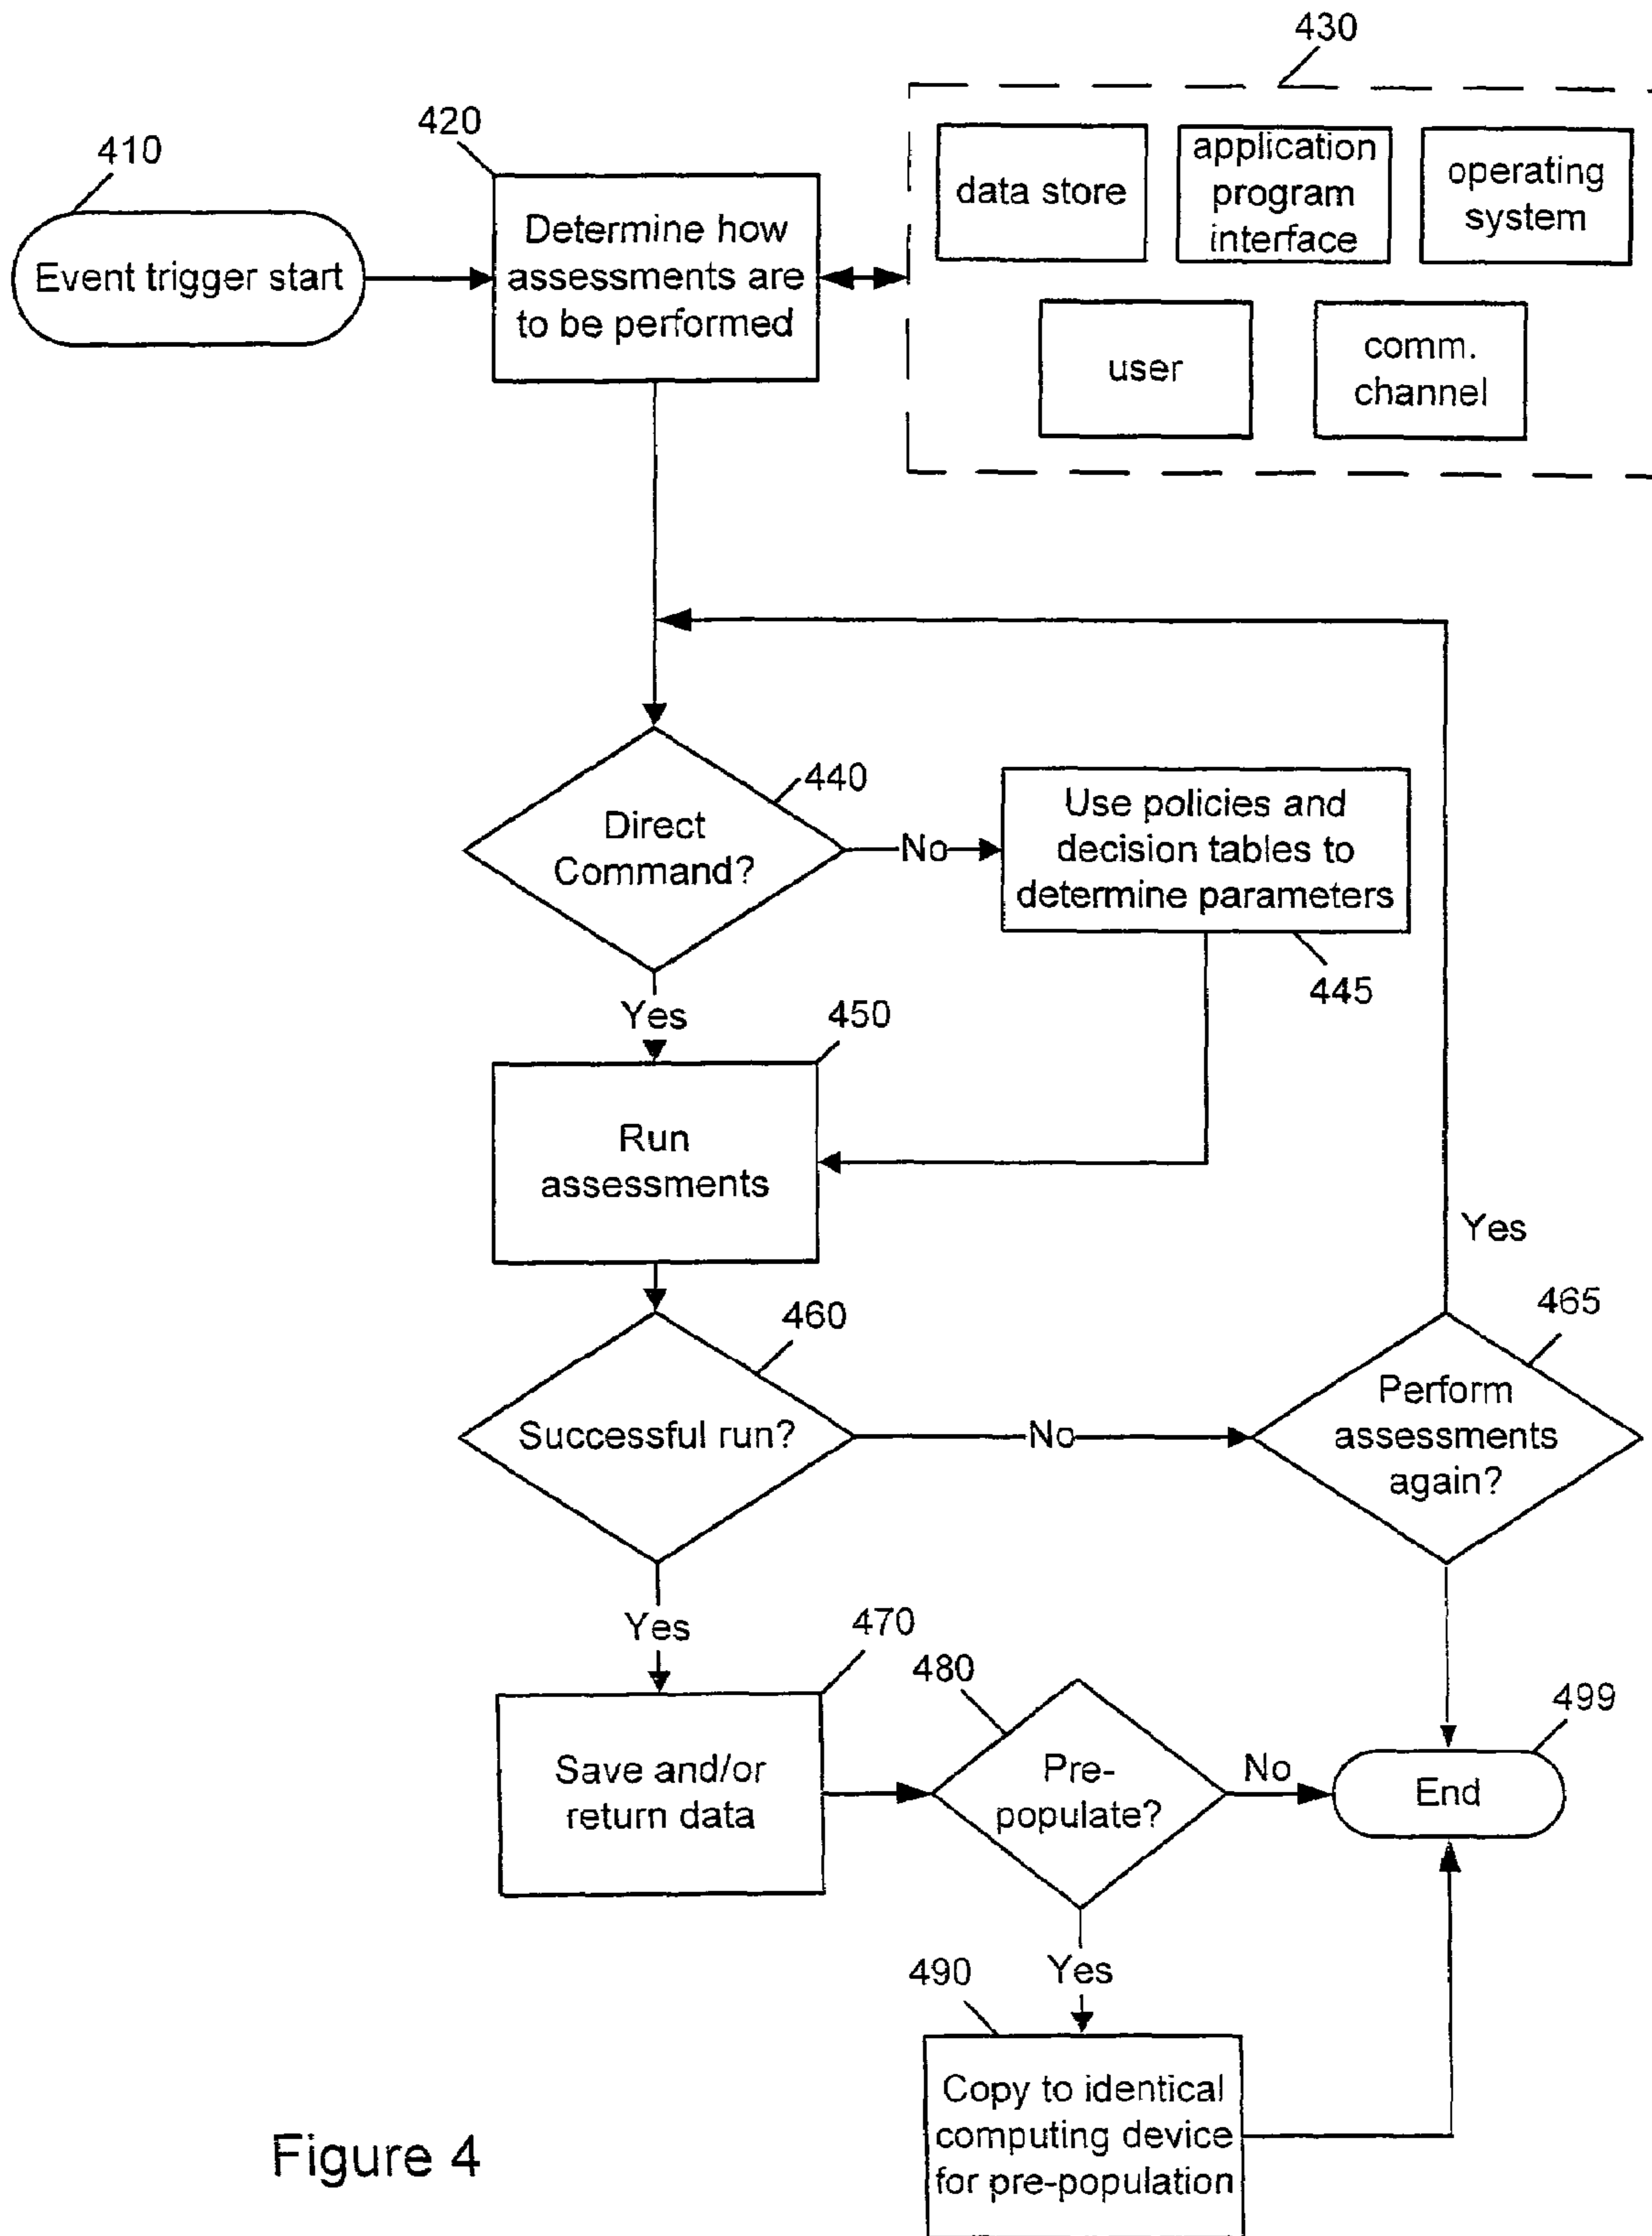 430
420
410
data store
application
program
interface
operating
system
Determine how
assessments are
to be performed
Event trigger start
user
comm.
channel
440
Direct
Command?
No
Use policies and
decision tables to
determine parameters
445
Yes
450
Run
assessments
Yes
460
465
Successful run?
No
Perform
assessments
again?
Yes
470
480
499
Save and/or
return data
Pre-
populate?
No
End
490
Yes
Copy to identical
computing device
for pre-population
Figure 4